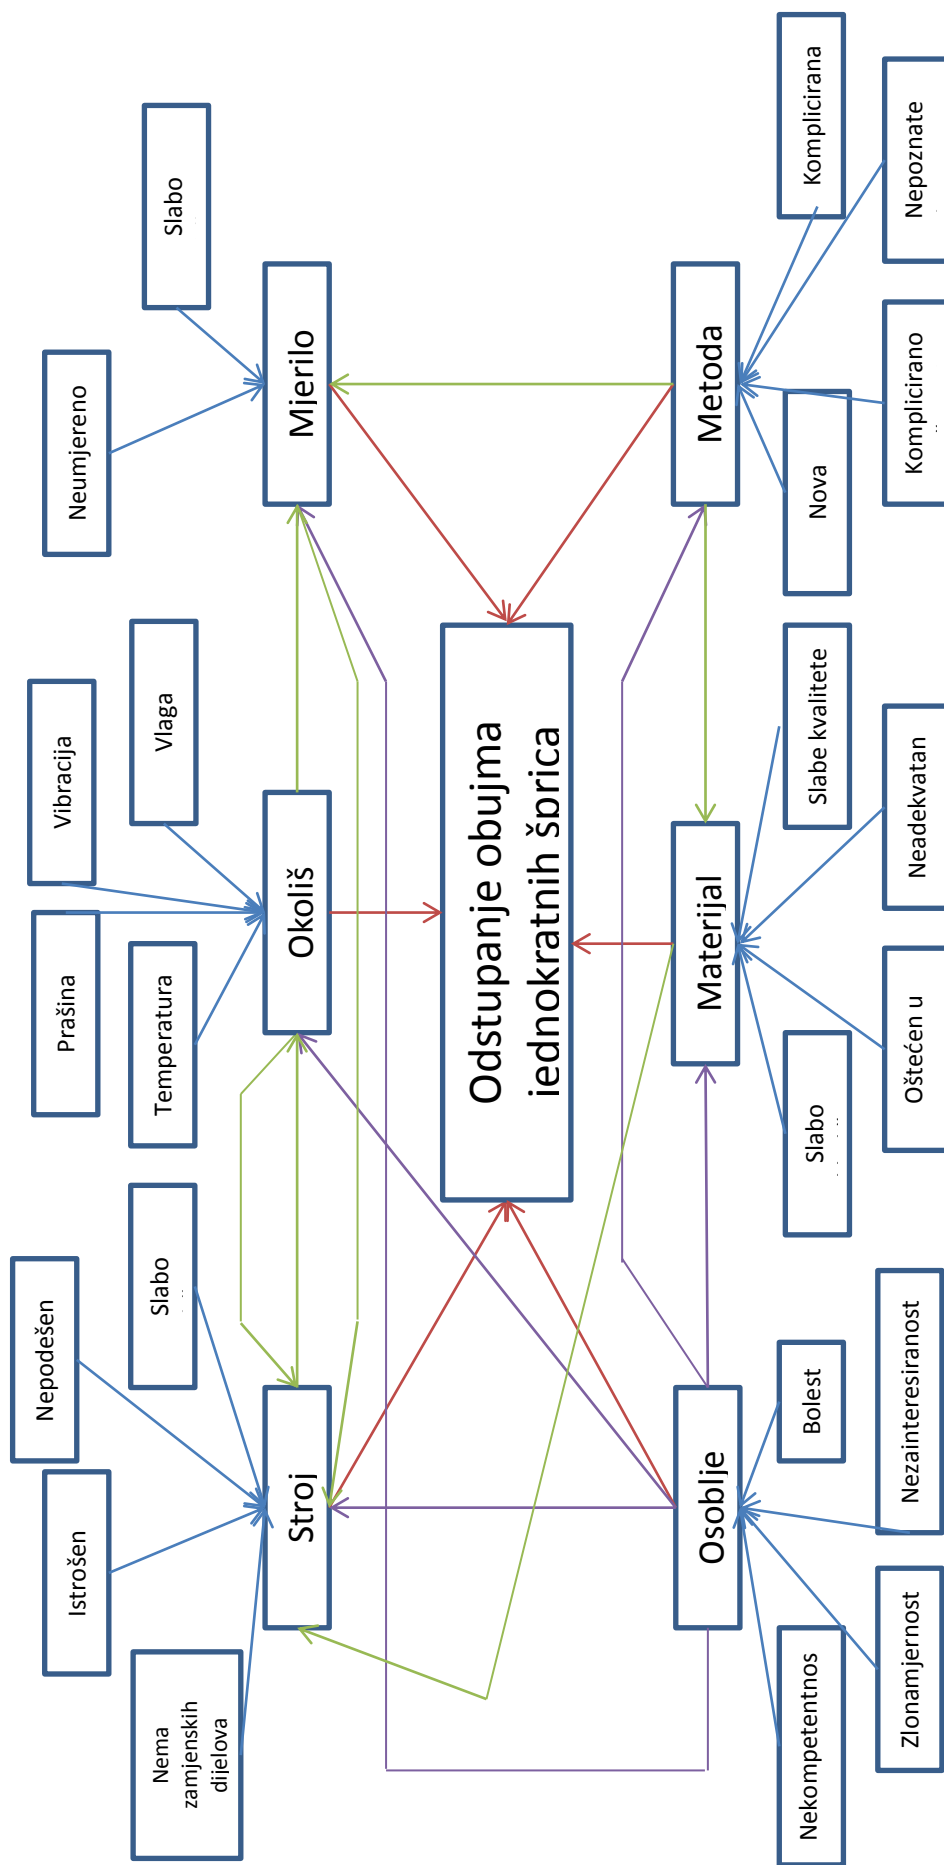 Istrošen
Nepodešen
Prašina
Vibracija
Neumjereno
Nema
zamjenskih
dijelova
Slabo
Temperatura
Vlaga
Slabo
Stroj
Okoliš
Mjerilo
Odstupanje obujma
jednokratnih šprica
Osoblje
Materijal
Metoda
Nekompetentnos
Bolest
Slabo
Slabe kvalitete
Nova
Komplicirana
Zlonamjernost
Nezainteresiranost
Oštećen u
Neadekvatan
Komplicirano
Nepoznate